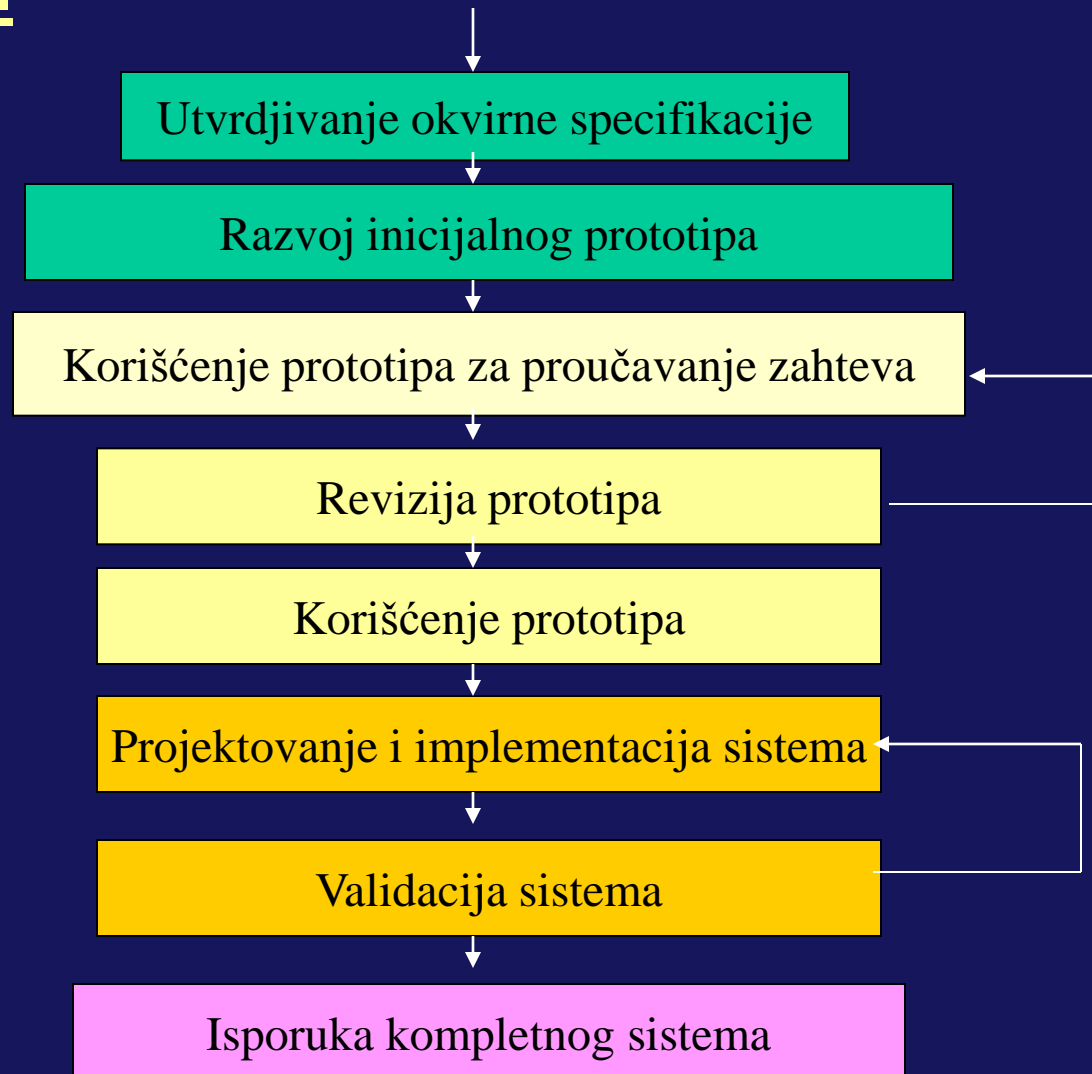 Utvrdjivanje okvirne specifikacije
Razvoj inicijalnog prototipa
Korišćenje prototipa za proučavanje zahteva
Revizija prototipa
Korišćenje prototipa
Projektovanje i implementacija sistema
Validacija sistema
Isporuka kompletnog sistema